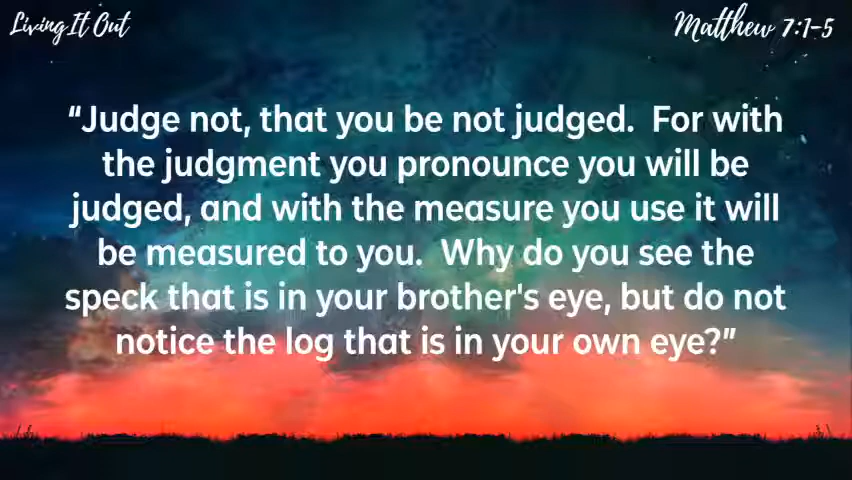 Living It Out
Matthew 7:1-5
“Judge not, that you be not judged.  For with
the judgment you pronounce you will be
judged, and with the measure you use it will
be measured to you.  Why do you see the
speck that is in your brother's eye, but do not
notice the log that is in your own eye?”